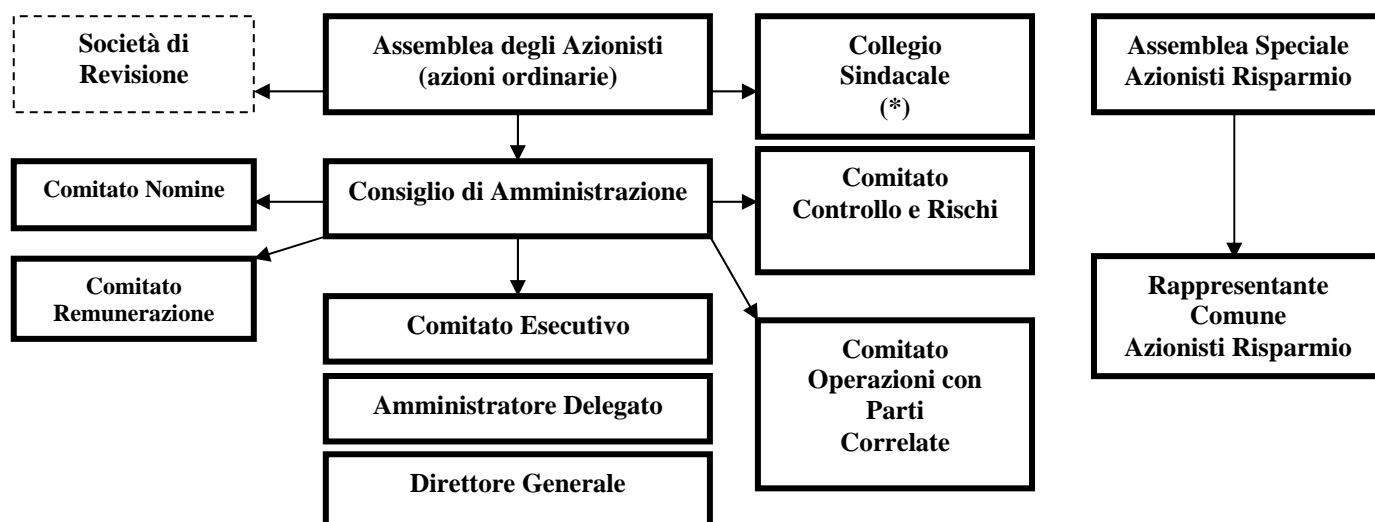 Società di
Revisione
Assemblea degli Azionisti
(azioni ordinarie)
Collegio
Sindacale
(*)
Assemblea Speciale
Azionisti Risparmio
Comitato Nomine
Consiglio di Amministrazione
Comitato
Controllo e Rischi
Comitato
Remunerazione
Comitato Esecutivo
Amministratore Delegato
Direttore Generale
Comitato
Operazioni con
Parti
Correlate
Rappresentante
Comune
Azionisti Risparmio